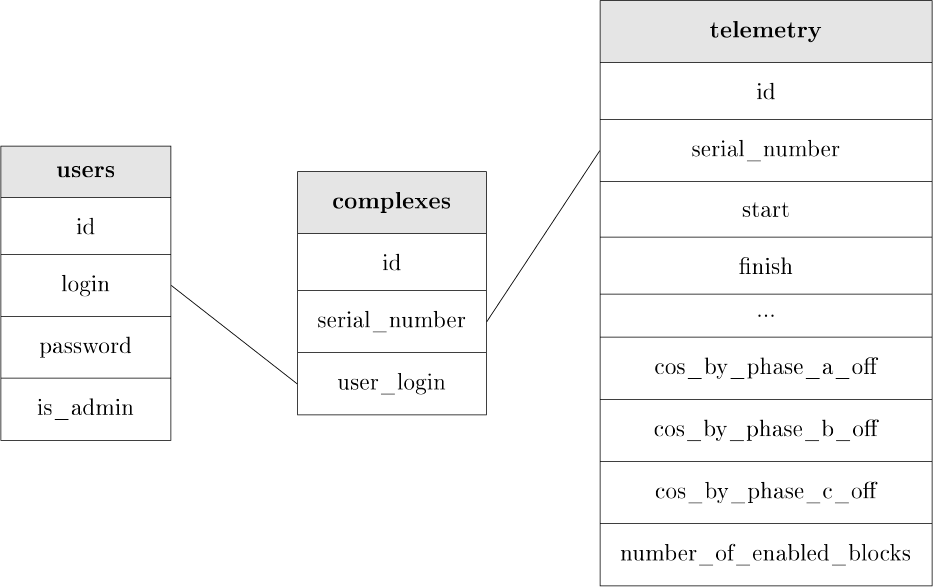 users
id
login
password
is_admin
complexes
id
serial_number
user_login
telemetry
id
serial_number
start
finish
...
cos_by_phase_a_off
cos_by_phase_b_off
cos_by_phase_c_off
number_of_enabled_blocks